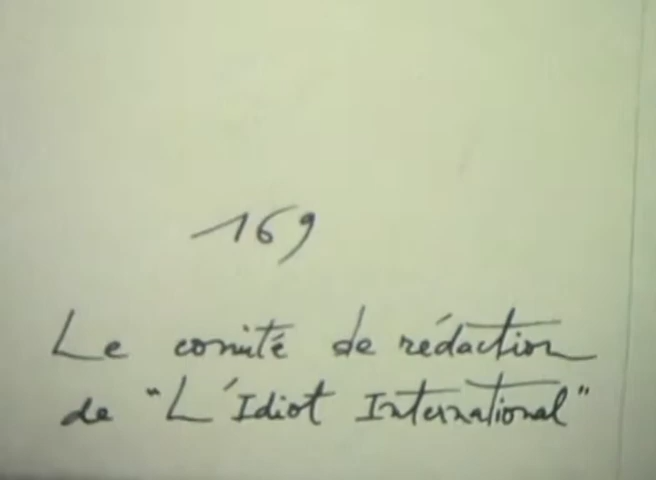 169
Le comité de rédaction
de "L'Idiot International"